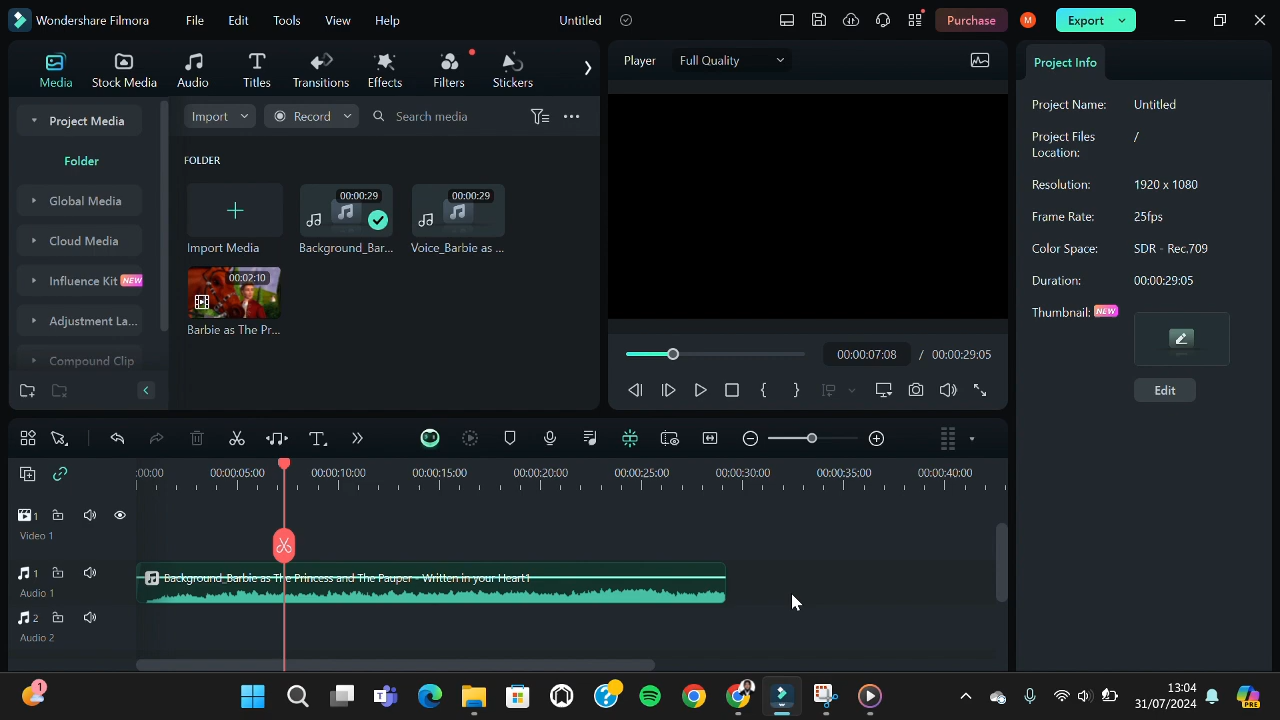 Wondershare Filmora File Edit Tools View Help Untitled Purchase M Export
Media Stock Media Audio Titles Transitions Effects Filters Stickers
Player Full Quality
Project Info
Project Media
Folder
Global Media
Cloud Media
Influence Kit NEW
Adjustment La...
Compound Clip
Import Record Search media
FOLDER
Import Media
00:00:29
Background_Bar...
00:00:29
Voice_Barbie as ...
00:02:10
Barbie as The Pr...
00:00:07:08 / 00:00:29:05
Project Name: Untitled
Project Files Location: /
Resolution: 1920 x 1080
Frame Rate: 25fps
Color Space: SDR - Rec.709
Duration: 00:00:29:05
Thumbnail: NEW
Edit
:00:00 00:00:05:00 00:00:10:00 00:00:15:00 00:00:20:00 00:00:25:00 00:00:30:00 00:00:35:00 00:00:40:00
1
Video 1
1
Audio 1
Background_Barbie as The Princess and The Pauper - Written in your Heart1
2
Audio 2
1
13:04
31/07/2024
PRE